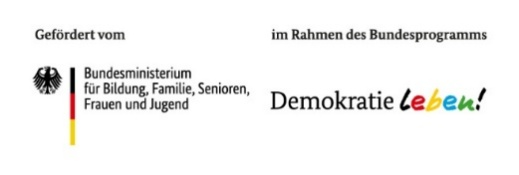 Gefördert vom
im Rahmen des Bundesprogramms
Bundesministerium
für Bildung, Familie, Senioren,
Frauen und Jugend
Demokratie Leben!